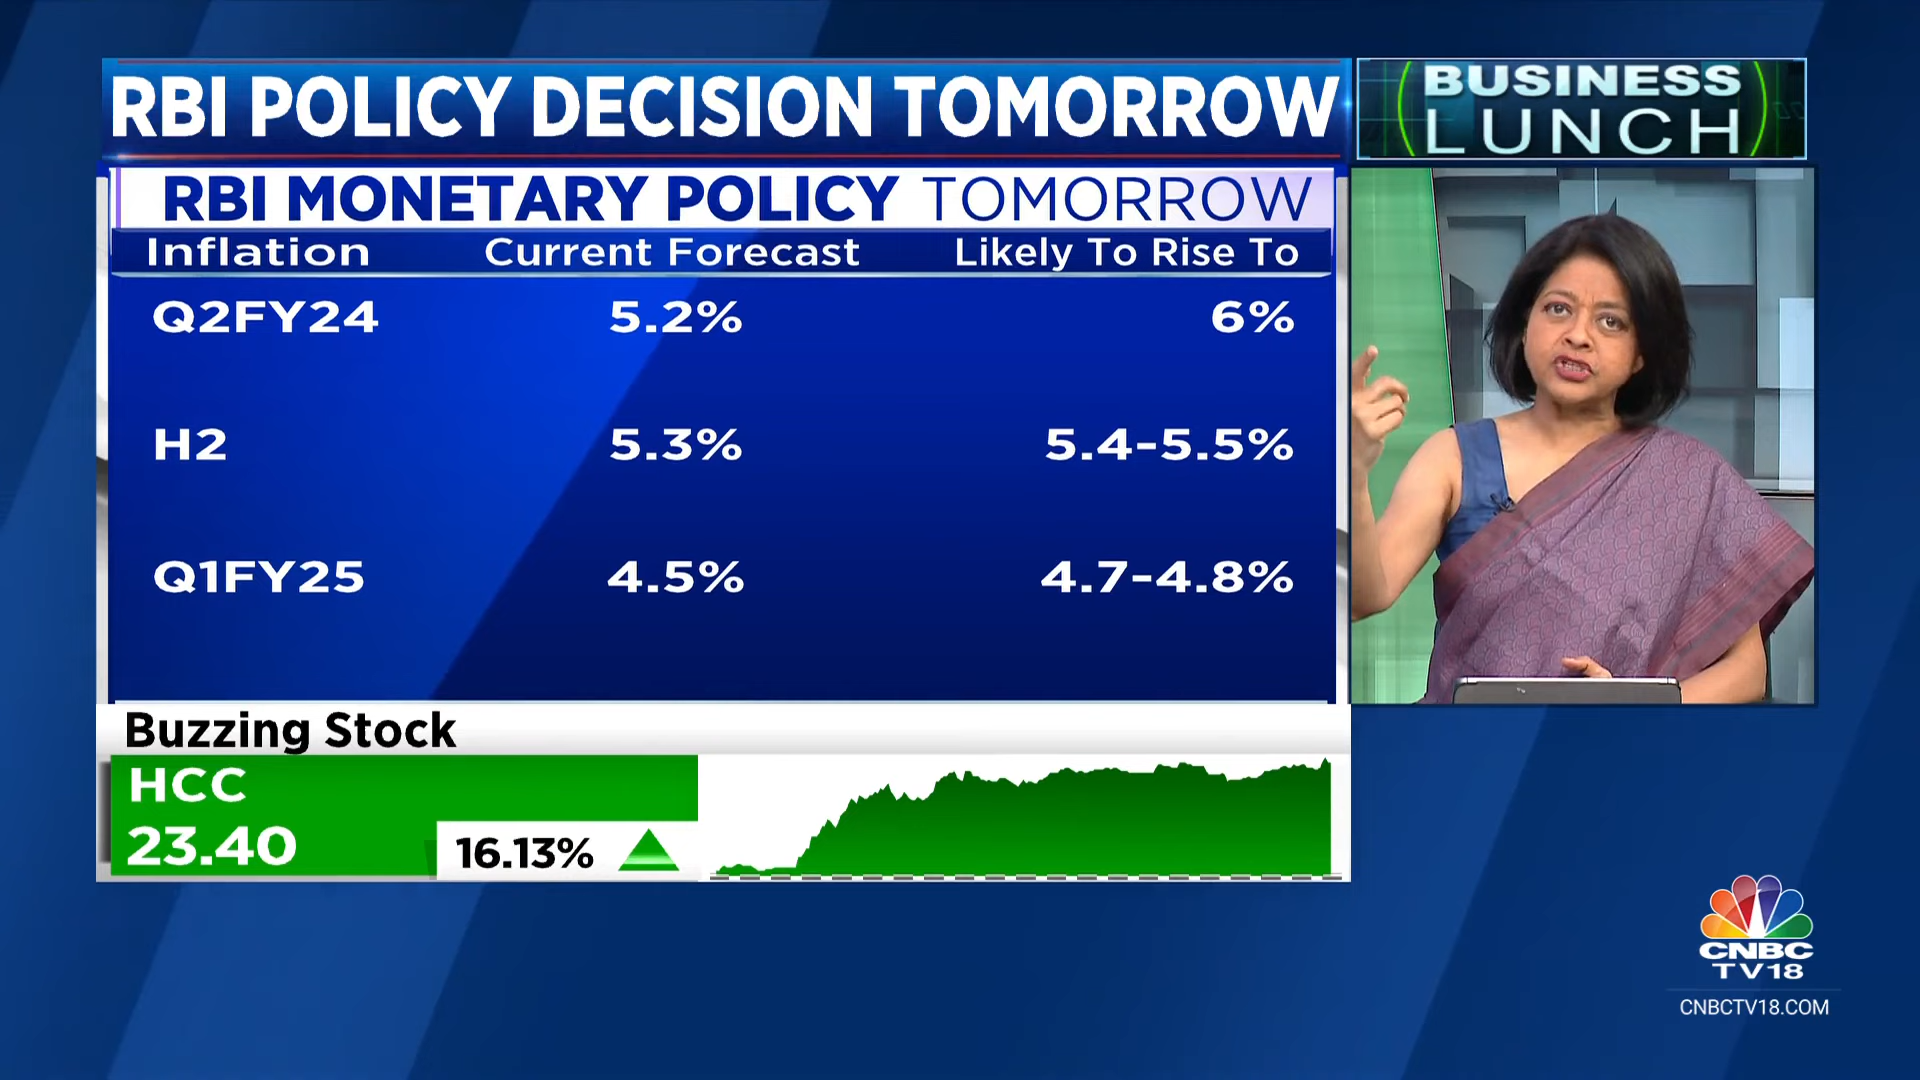 RBI POLICY DECISION TOMORROW
BUSINESS
LUNCH
RBI MONETARY POLICY TOMORROW
Inflation Current Forecast Likely To Rise To
Q2FY24 5.2% 6%
H2 5.3% 5.4-5.5%
Q1FY25 4.5% 4.7-4.8%
Buzzing Stock
HCC
23.40 16.13%
CNBC
TV18
CNBCTV18.COM